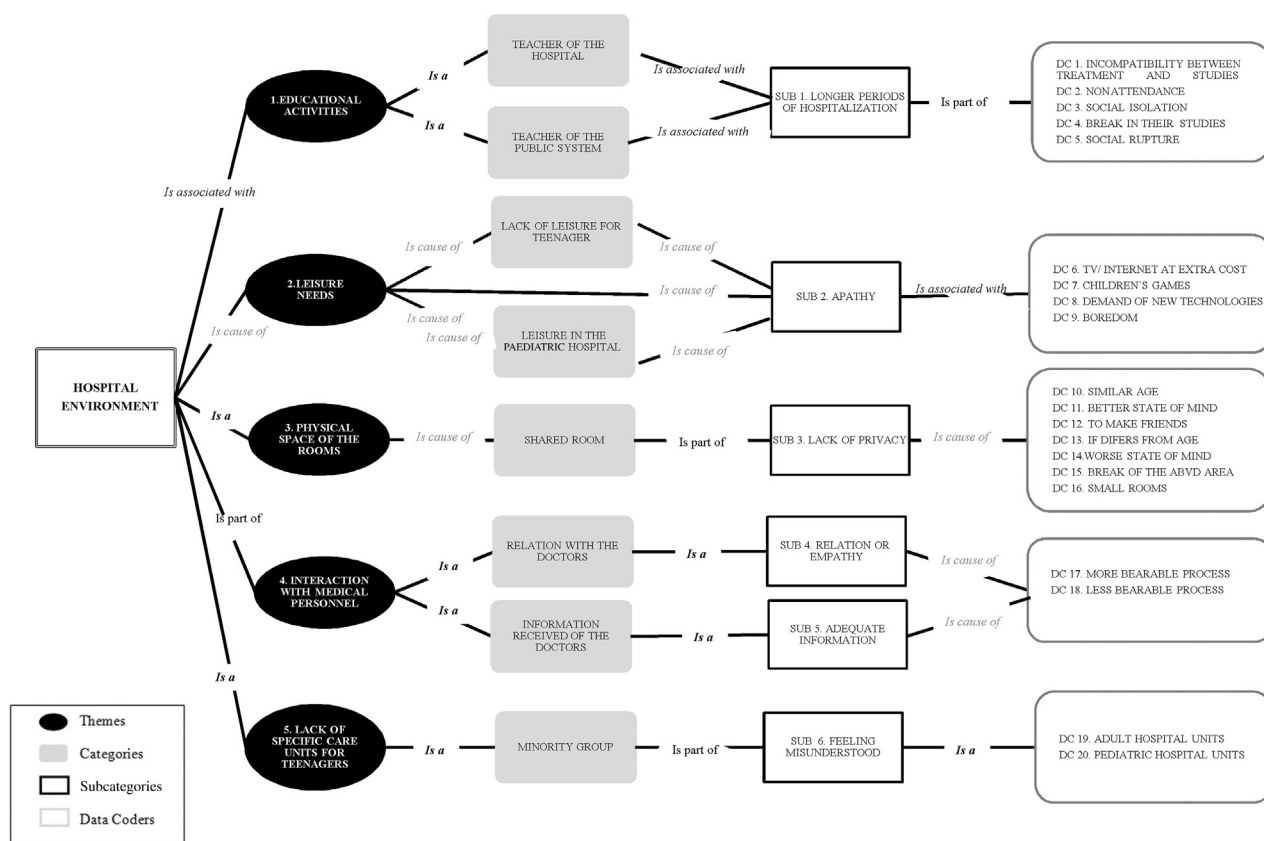 TEACHER OF THE
HOSPITAL
Is a
Is associated with
1.EDUCATIONAL
ACTIVITIES
SUB 1. LONGER PERIODS
OF HOSPITALIZATION
Is part of
DC 1. INCOMPATIBILITY BETWEEN
TREATMENT AND STUDIES
DC 2. NON ATTENDANCE
DC 3. SOCIAL ISOLATION
DC 4. BREAK IN THEIR STUDIES
DC 5. SOCIAL RUPTURE
Is a
TEACHER OF THE
PUBLIC SYSTEM
Is associated with
Is associated with
LACK OF LEISURE FOR
TEENAGER
Is cause of
Is cause of
2.LEISURE
NEEDS
Is cause of
SUB 2. APATHY
Is associated with
DC 6. TV/ INTERNET AT EXTRA COST
DC 7. CHILDREN´S GAMES
DC 8. DEMAND OF NEW TECHNOLOGIES
DC 9. BOREDOM
Is cause of
Is cause of
Is cause of
LEISURE IN THE
PAEDIATRIC HOSPITAL
Is cause of
HOSPITAL
ENVIRONMENT
Is a
3. PHYSICAL
SPACE OF THE
ROOMS
Is cause of
SHARED ROOM
Is part of
SUB 3. LACK OF PRIVACY
Is cause of
DC 10. SIMILAR AGE
DC 11. BETTER STATE OF MIND
DC 12. TO MAKE FRIENDS
DC 13. IF DIFERS FROM AGE
DC 14.WORSE STATE OF MIND
DC 15. BREAK OF THE ABVD AREA
DC 16. SMALL ROOMS
Is part of
RELATION WITH THE
DOCTORS
Is a
Is a
SUB 4. RELATION OR
EMPATHY
Is cause of
4. INTERACTION
WITH MEDICAL
PERSONNEL
DC 17. MORE BEARABLE PROCESS
DC 18. LESS BEARABLE PROCESS
Is a
INFORMATION
RECEIVED OF THE
DOCTORS
Is a
SUB 5. ADEQUATE
INFORMATION
Is cause of
Is a
5. LACK OF
SPECIFIC CARE
UNITS FOR
TEENAGERS
Is a
MINORITY GROUP
Is part of
SUB 6. FEELING
MISUNDERSTOOD
Is a
DC 19. ADULT HOSPITAL UNITS
DC 20. PEDIATRIC HOSPITAL UNITS
Themes
Categories
Subcategories
Data Coders